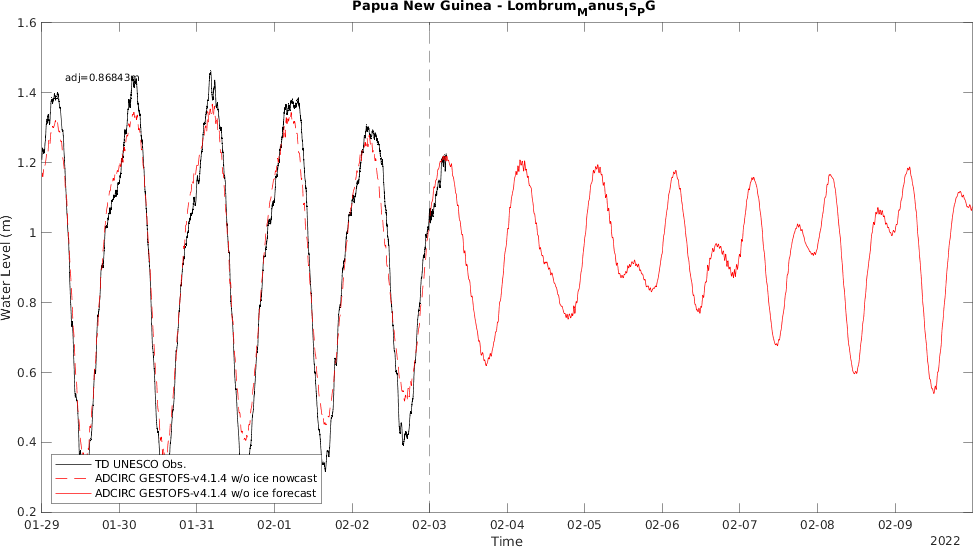 Papua New Guinea - LombrumManusIsPG
adj=0.86843m
1.6
1.4
1.2
1
0.8
0.6
0.4
0.2
Water Level (m)
TD UNESCO Obs.
ADCIRC GESTOFS-v4.1.4 w/o ice nowcast
ADCIRC GESTOFS-v4.1.4 w/o ice forecast
01-29 01-30 01-31 02-01 02-02 02-03 02-04 02-05 02-06 02-07 02-08 02-09
Time
2022